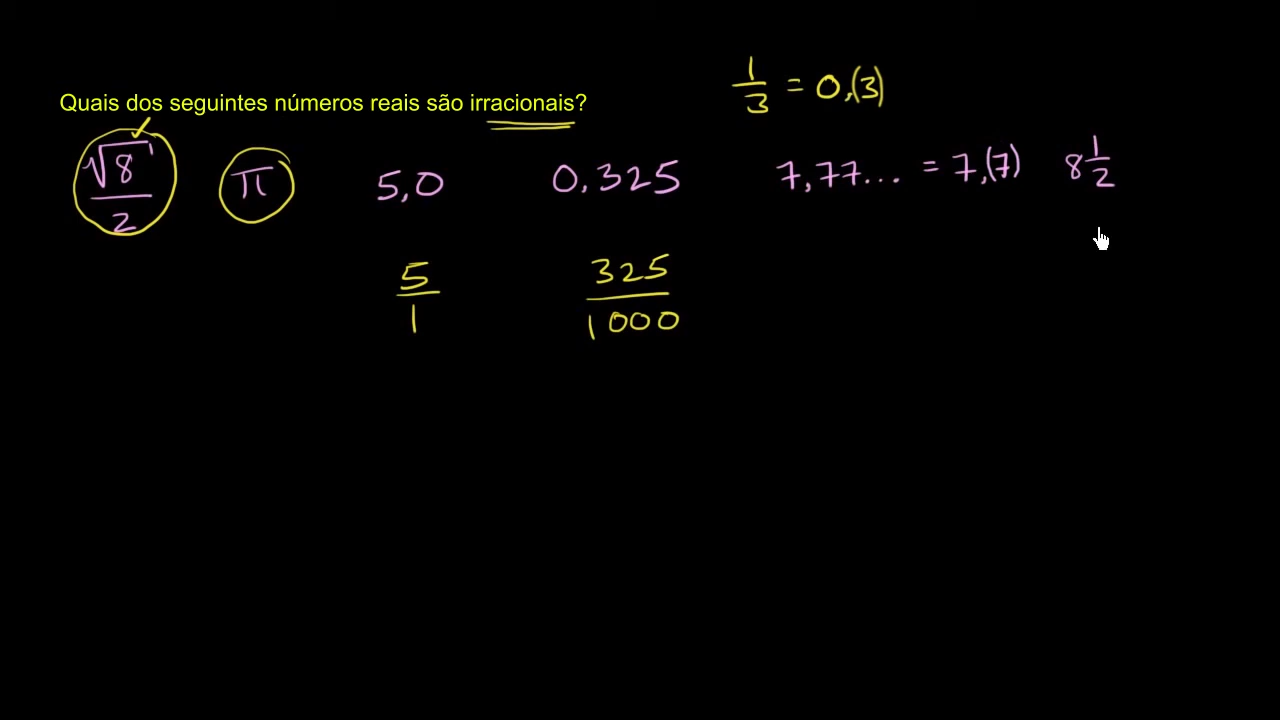 1/3 = 0,(3)
Quais dos seguintes números reais são irracionais?
√8/2 π 5,0 0,325 7,77... = 7,(7) 8 1/2
5/1 325/1000